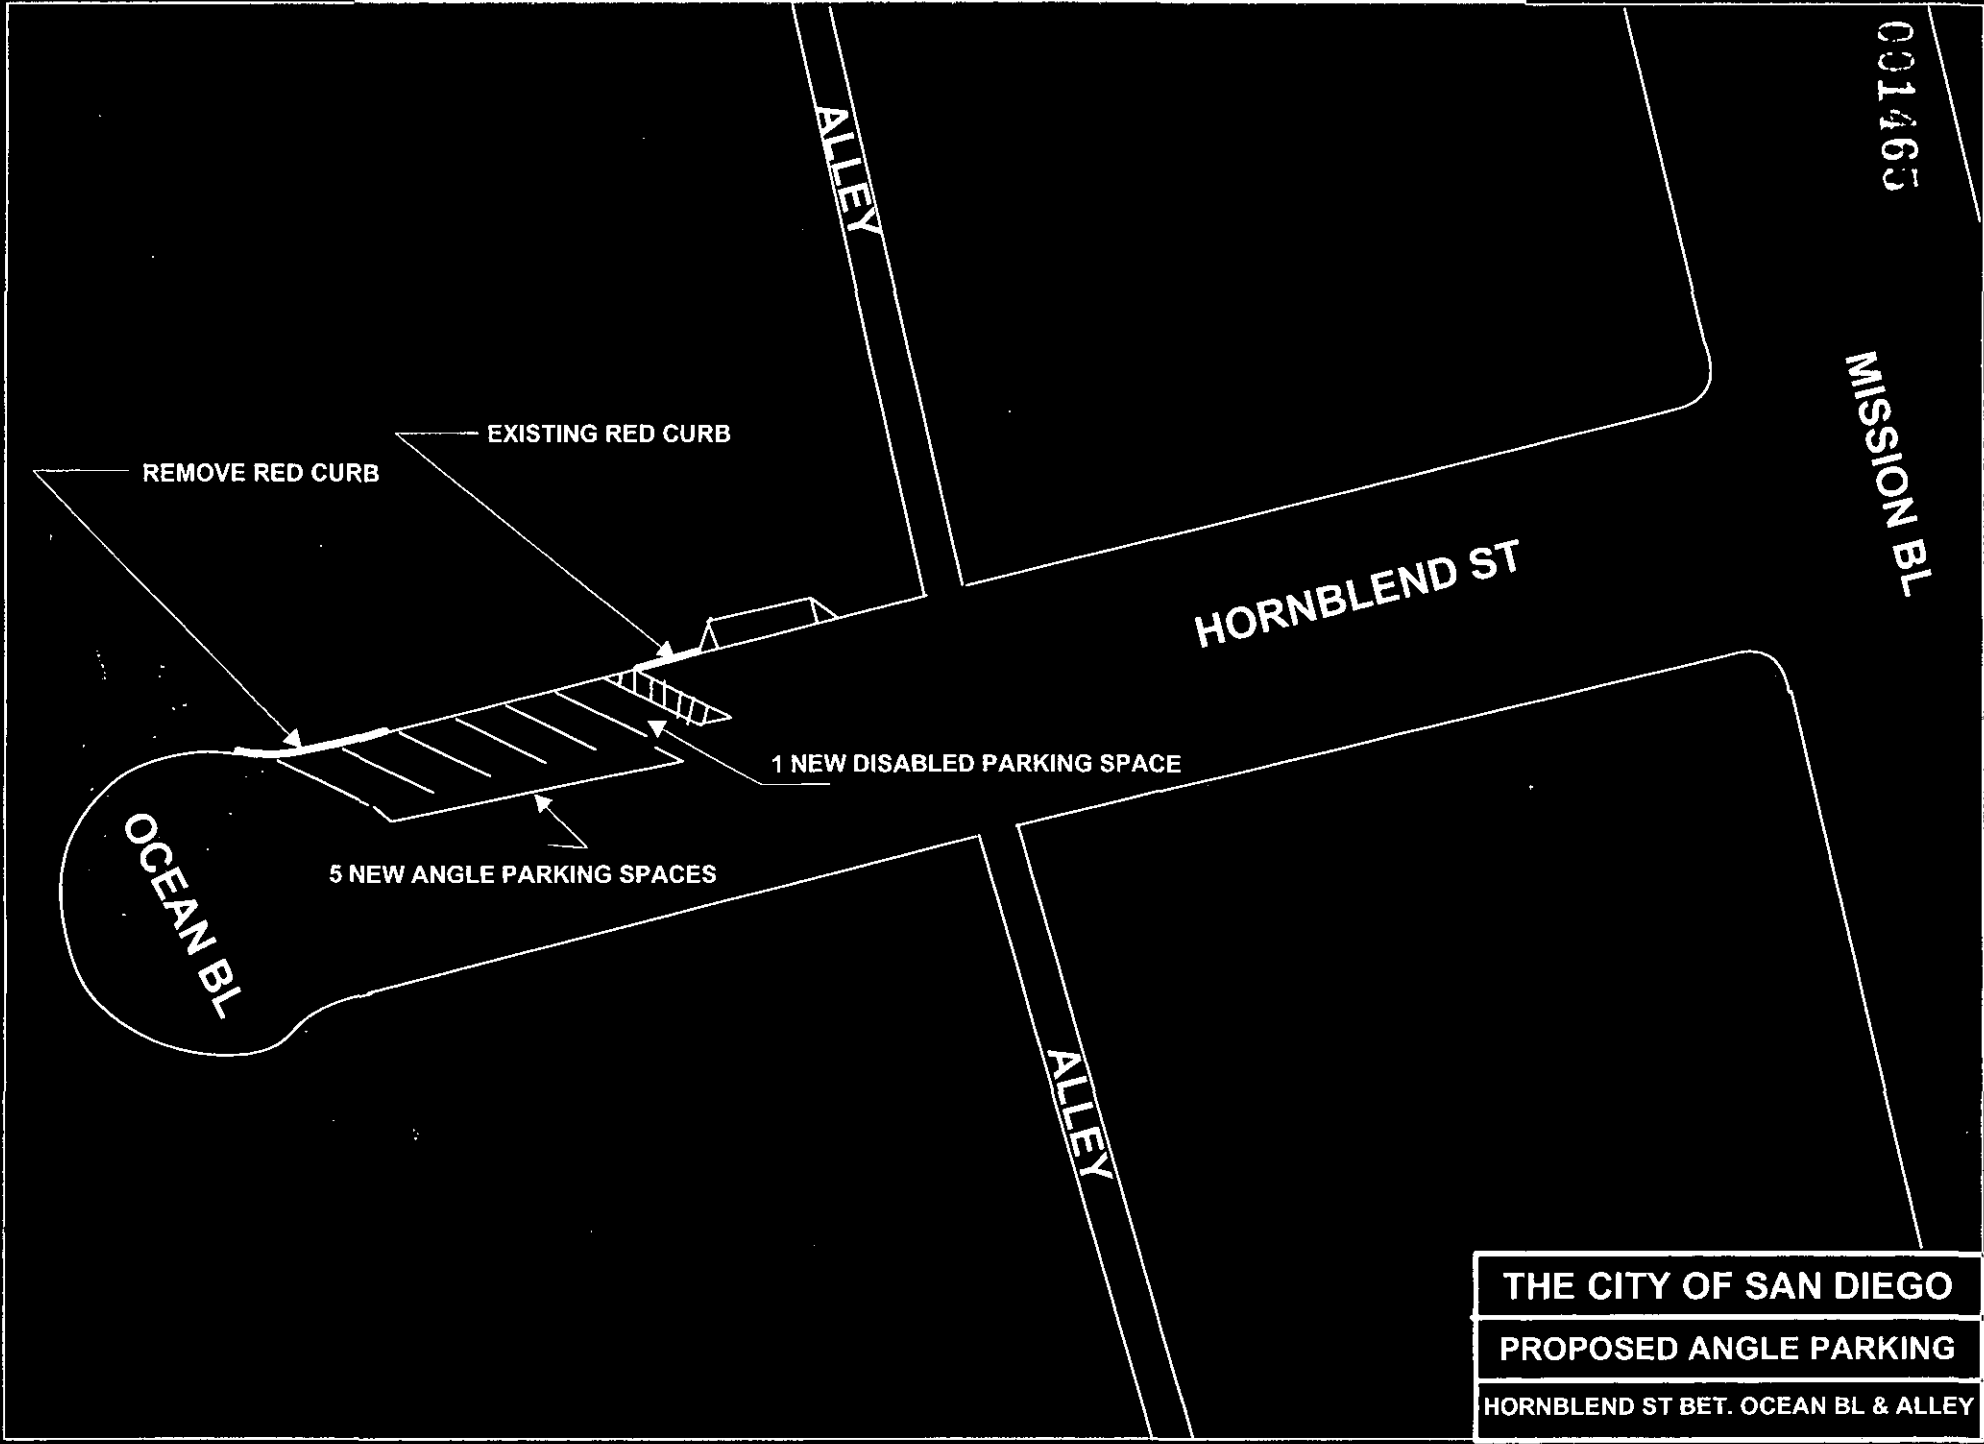 001465
ALLEY
MISSION BL
EXISTING RED CURB
REMOVE RED CURB
HORNBLEND ST
1 NEW DISABLED PARKING SPACE
OCEAN BL
5 NEW ANGLE PARKING SPACES
ALLEY
THE CITY OF SAN DIEGO
PROPOSED ANGLE PARKING
HORNBLEND ST BET. OCEAN BL & ALLEY